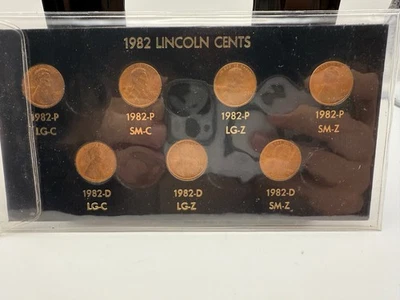 1982 LINCOLN CENTS
1982-P 1982-P 1982-P 1982-P
LG-C SM-C LG-Z SM-Z
1982-D 1982-D 1982-D
LG-C LG-Z SM-Z